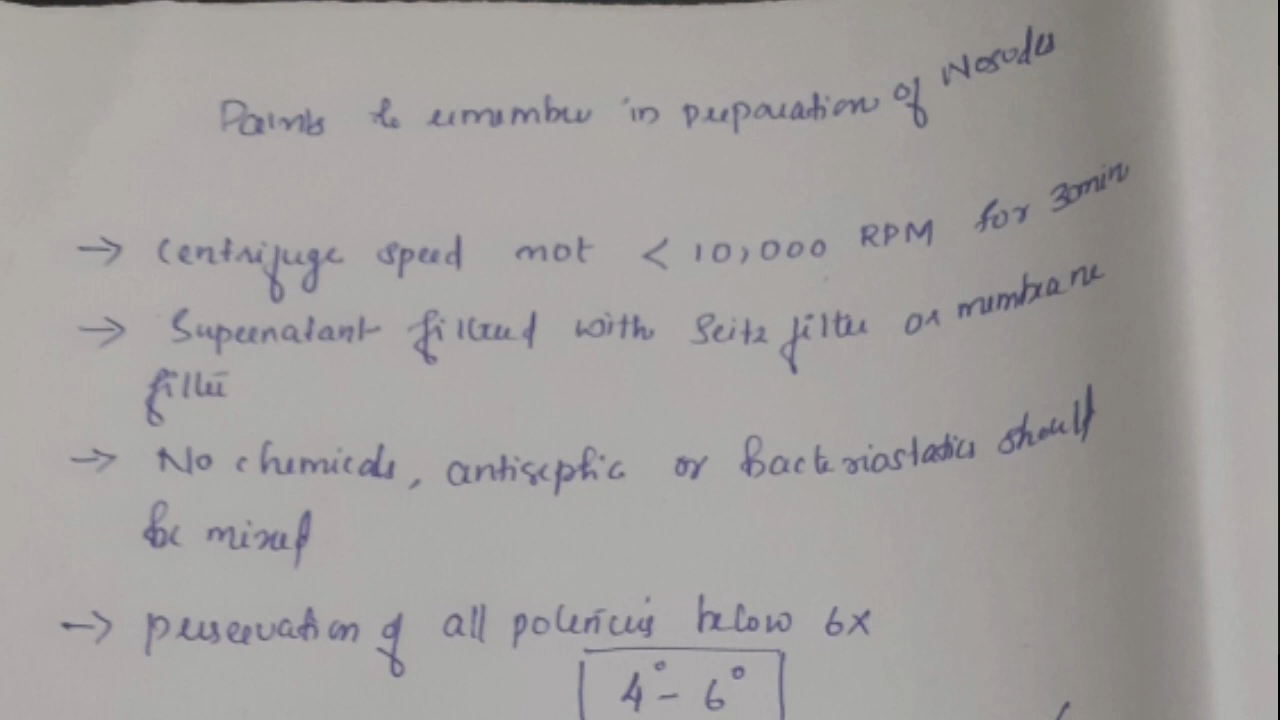 Points to remember in preparation of Nosodes
→ Centrifuge speed not < 10,000 RPM for 30min
→ Supernatant filtered with Seitz filter or membrane
filter
→ No chemicals, antiseptic or Bacteriostatics should
be mixed
→ preservation of all potencies below 6x
4° - 6°